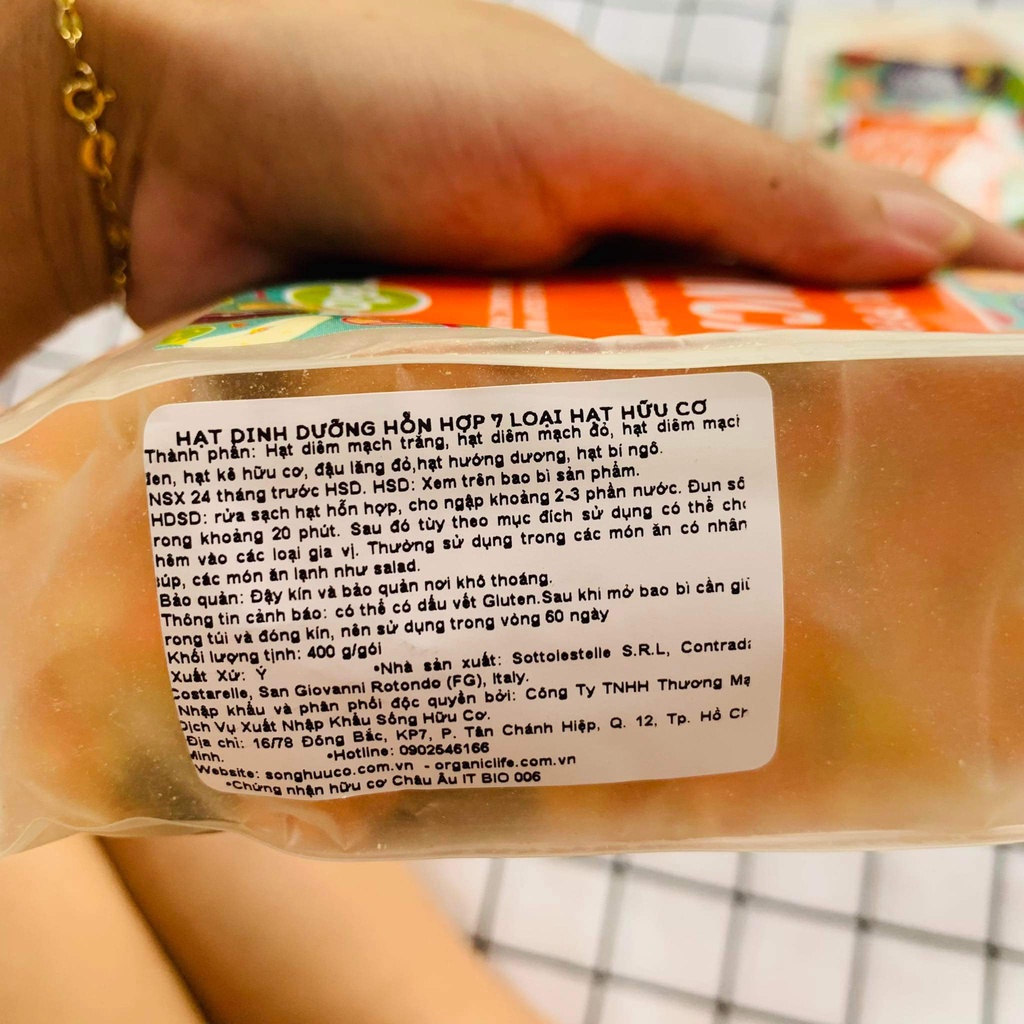 HẠT DINH DƯỠNG HỖN HỢP 7 LOẠI HẠT HỮU CƠ
Thành phần: Hạt diêm mạch trắng, hạt diêm mạch đỏ, hạt diêm mạch
đen, hạt kê hữu cơ, đậu lăng đỏ,hạt hướng dương, hạt bí ngô.
NSX 24 tháng trước HSD. HSD: Xem trên bao bì sản phẩm.
HDSD: rửa sạch hạt hỗn hợp, cho ngập khoảng 2-3 phần nước. Đun sôi
rong khoảng 20 phút. Sau đó tùy theo mục đích sử dụng có thể cho
hêm vào các loại gia vị. Thường sử dụng trong các món ăn có nhân
súp, các món ăn lạnh như salad.
Bảo quản: Đậy kín và bảo quản nơi khô thoáng.
Thông tin cảnh báo: có thể có dấu vết Gluten.Sau khi mở bao bì cần giữ
rong túi và đóng kín, nên sử dụng trong vòng 60 ngày
Khối lượng tịnh: 400 g/gói
Xuất Xứ: Ý •Nhà sản xuất: Sottolestelle S.R.L, Contrada
Costarelle, San Giovanni Rotondo (FG), Italy.
Nhập khẩu và phân phối độc quyền bởi: Công Ty TNHH Thương Mạ
Dịch Vụ Xuất Nhập Khẩu Sống Hữu Cơ.
Địa chỉ: 16/78 Đông Bắc, KP7, P. Tân Chánh Hiệp, Q. 12, Tp. Hồ Ch
Minh. •Hotline: 0902546166
Website: songhuuco.com.vn - organiclife.com.vn
•Chứng nhận hữu cơ Châu Âu IT BIO 006